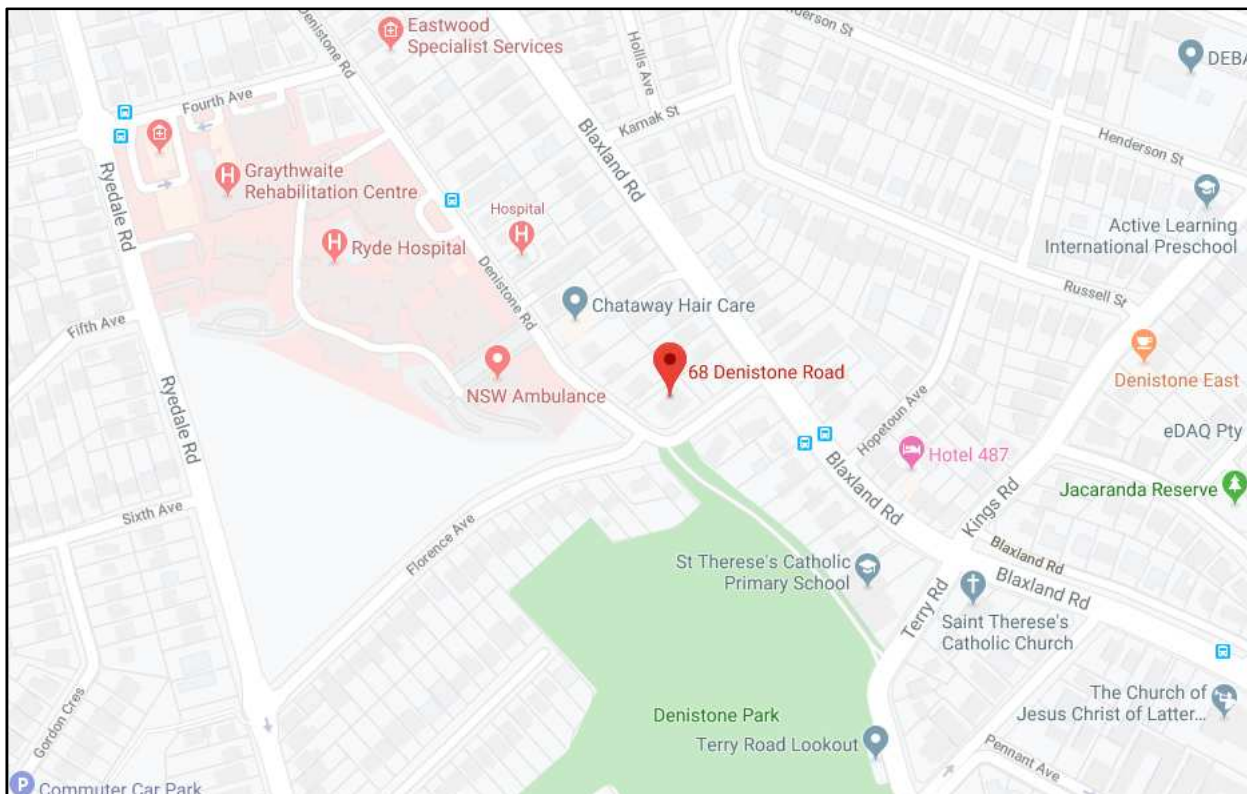 Henderson St
Denistone Rd
Eastwood
Specialist Services
Hollis Ave
DEBA
Fourth Ave
Karnak St
Blaxland Rd
Henderson St
Ryedale Rd
Graythwaite
Rehabilitation Centre
Hospital
Active Learning
International Preschool
Ryde Hospital
Denistone Rd
Russell St
Chataway Hair Care
Fifth Ave
68 Denistone Road
NSW Ambulance
Denistone East
Ryedale Rd
Hopetoun Ave
eDAQ Pty
Hotel 487
Blaxland Rd
Kings Rd
Jacaranda Reserve
Sixth Ave
Florence Ave
St Therese's Catholic
Primary School
Blaxland Rd
Blaxland Rd
Terry Rd
Saint Therese's
Catholic Church
Gordon Cres
Denistone Park
Terry Road Lookout
The Church of
Jesus Christ of Latter...
Pennant Ave
P
Commuter Car Park